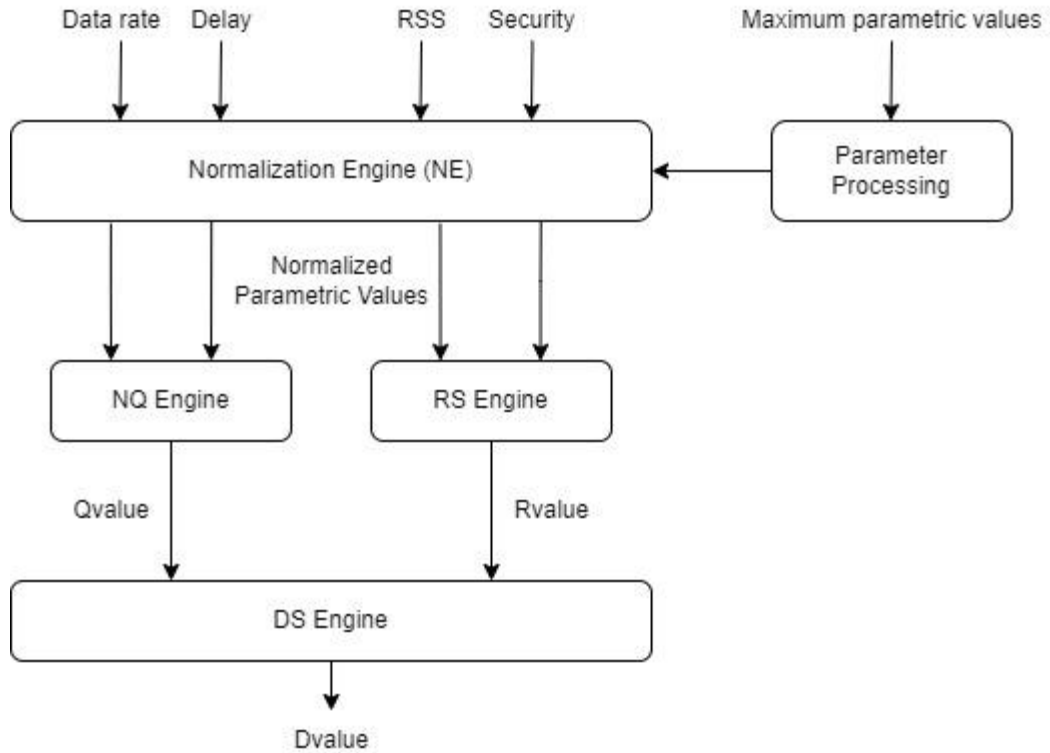 Data rate
Delay
RSS
Security
Maximum parametric values
Normalization Engine (NE)
Parameter
Processing
Normalized
Parametric Values
NQ Engine
RS Engine
Qvalue
Rvalue
DS Engine
Dvalue